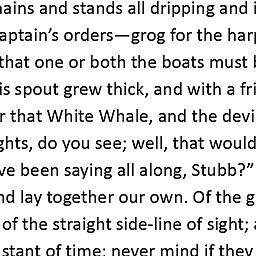 ains and stands all dripping and
aptain’s orders—grog for the har
that one or both the boats must
is spout grew thick, and with a fri
r that White Whale, and the devi
ghts, do you see; well, that would
ve been saying all along, Stubb?”
nd lay together our own. Of the g
of the straight side-line of sight;
stant of time; never mind if they